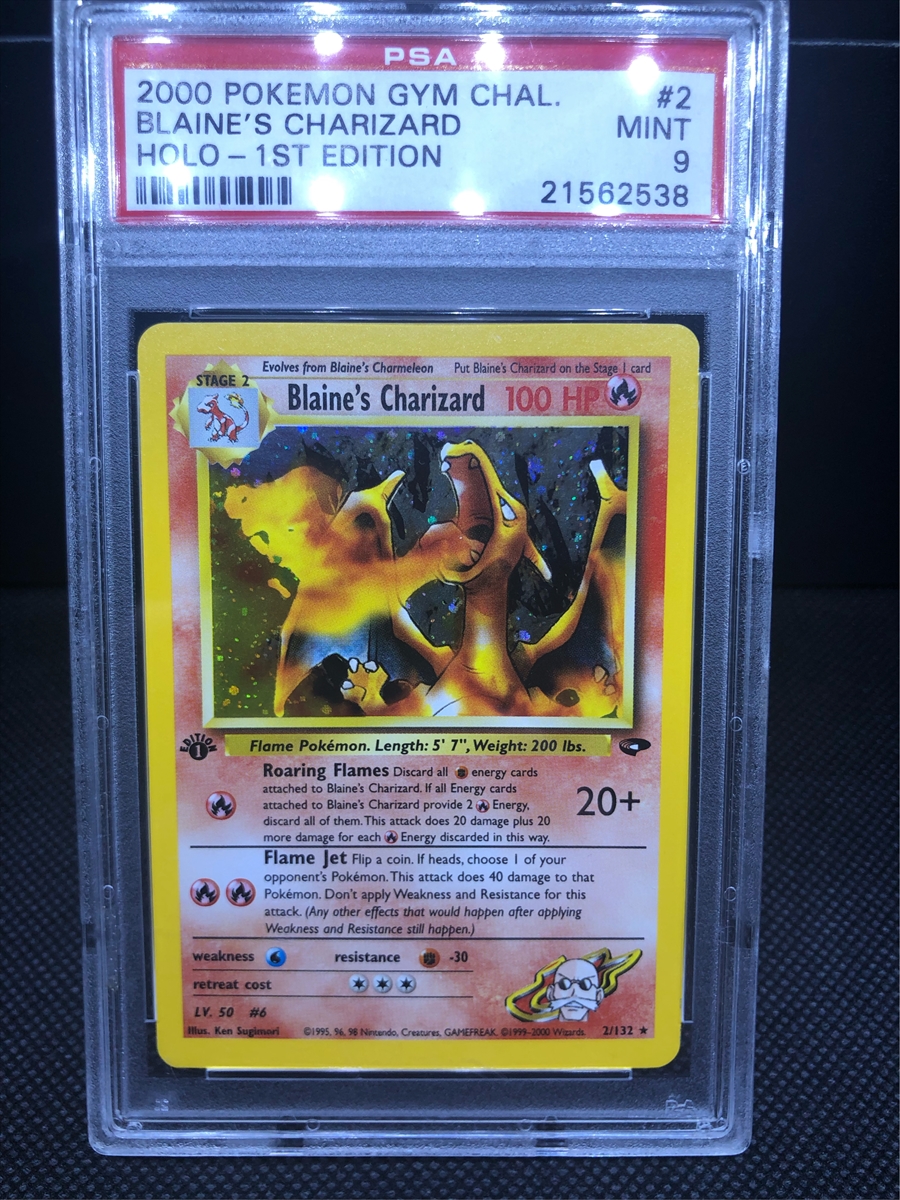 PSA
2000 POKEMON GYM CHAL. #2
BLAINE'S CHARIZARD MINT
HOLO – 1ST EDITION 9
21562538
Evolves from Blaine's Charmeleon Put Blaine's Charizard on the Stage 1 card
STAGE 2
Blaine's Charizard 100 HP
EDITION
1
Flame Pokémon. Length: 5' 7", Weight: 200 lbs.
Roaring Flames Discard all energy cards
attached to Blaine's Charizard. If all Energy cards
attached to Blaine's Charizard provide 2 Energy,
discard all of them. This attack does 20 damage plus 20
more damage for each Energy discarded in this way.
20+
Flame Jet Flip a coin. If heads, choose 1 of your
opponent's Pokémon. This attack does 40 damage to that
Pokémon. Don't apply Weakness and Resistance for this
attack. (Any other effects that would happen after applying
Weakness and Resistance still happen.)
weakness resistance -30
retreat cost
LV. 50 #6
Illus. Ken Sugimori ©1995, 96, 98 Nintendo, Creatures, GAMEFREAK. ©1999-2000 Wizards. 2/132 ★